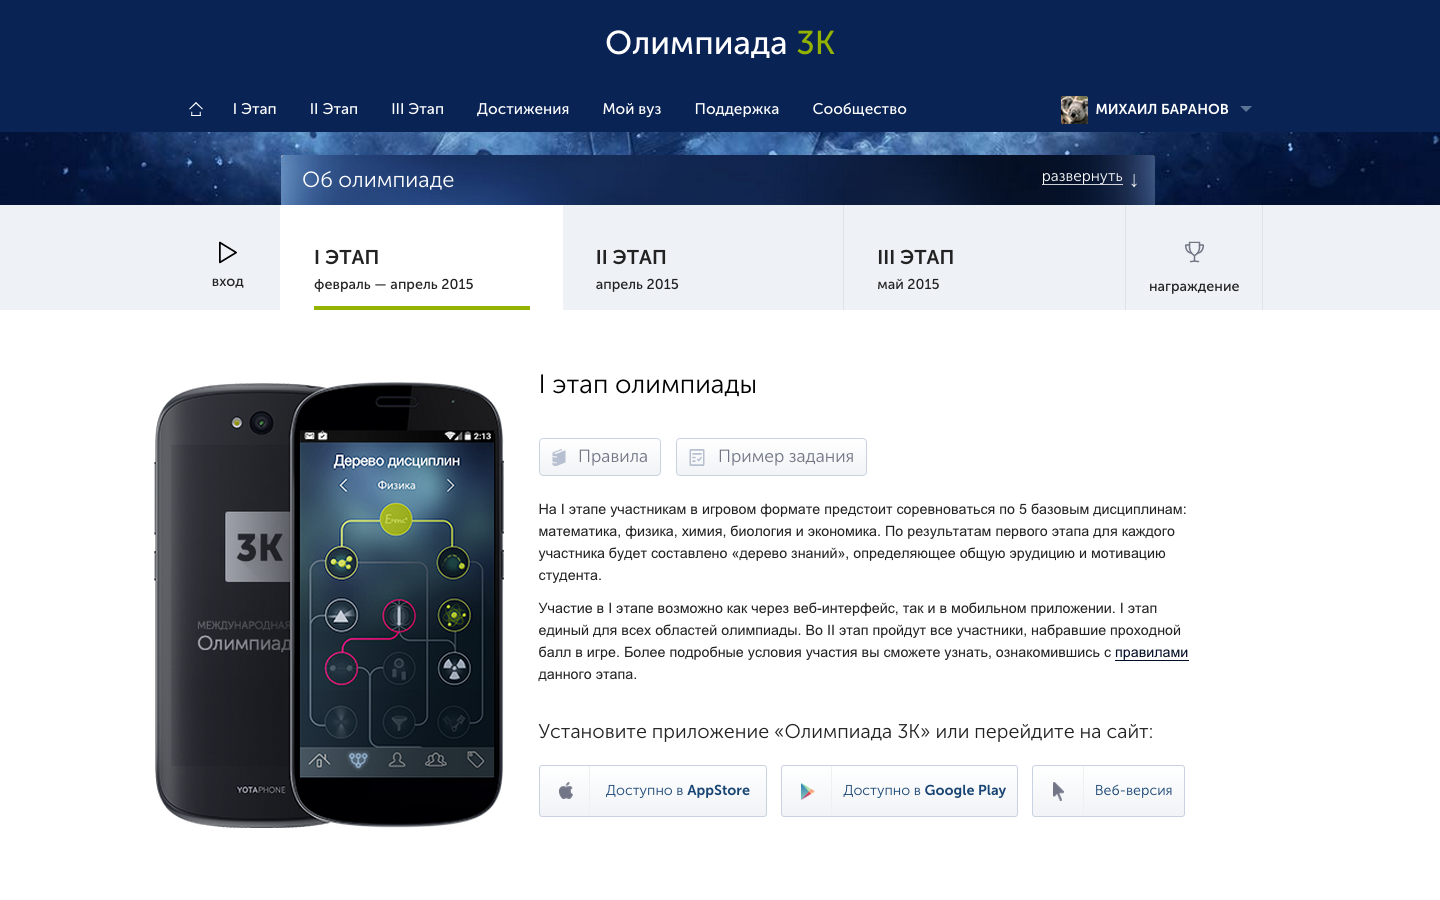 Олимпиада 3К
I Этап
II Этап
III Этап
Достижения
Мой вуз
Поддержка
Сообщество
МИХАИЛ БАРАНОВ
Об олимпиаде
развернуть ↓
вход
I ЭТАП
февраль — апрель 2015
II ЭТАП
апрель 2015
III ЭТАП
май 2015
награждение
I этап олимпиады
Правила
Пример задания
На I этапе участникам в игровом формате предстоит соревноваться по 5 базовым дисциплинам:
математика, физика, химия, биология и экономика. По результатам первого этапа для каждого
участника будет составлено «дерево знаний», определяющее общую эрудицию и мотивацию
студента.
Участие в I этапе возможно как через веб-интерфейс, так и в мобильном приложении. I этап
единый для всех областей олимпиады. Во II этап пройдут все участники, набравшие проходной
балл в игре. Более подробные условия участия вы сможете узнать, ознакомившись с правилами
данного этапа.
Установите приложение «Олимпиада 3К» или перейдите на сайт:
Доступно в AppStore
Доступно в Google Play
Веб-версия
2:13
Дерево дисциплин
Физика
3К
МЕЖДУНАРОДНАЯ
Олимпиад
YOTAPHONE